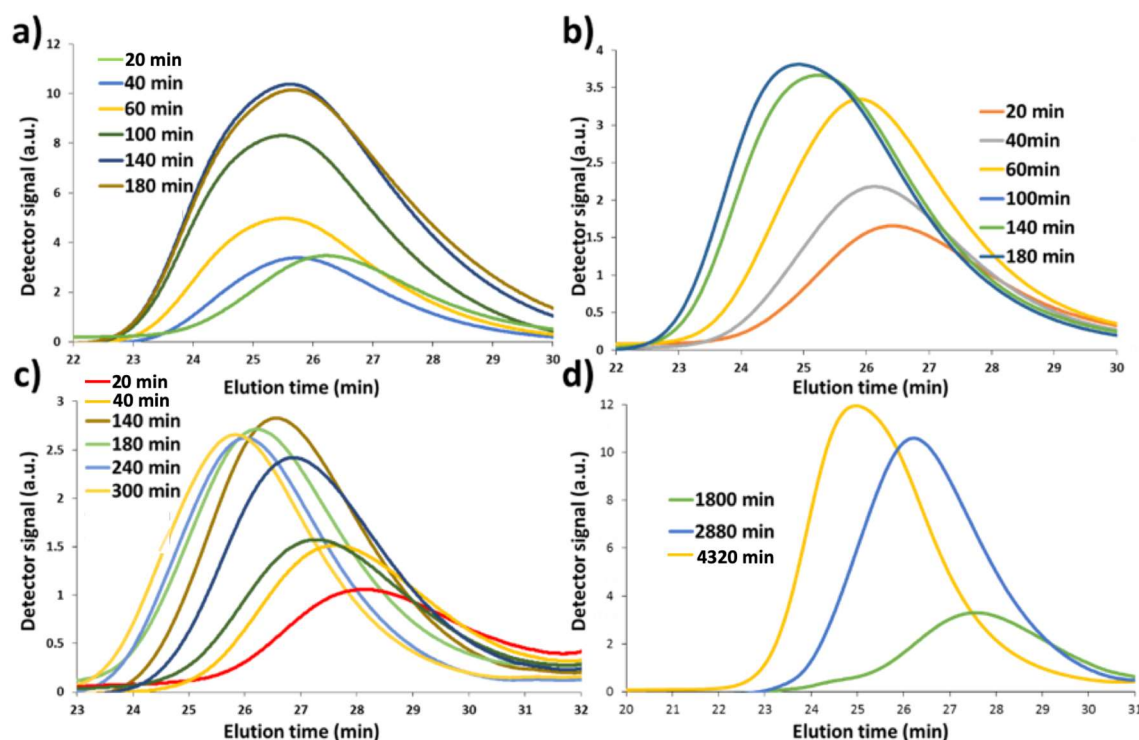 a)
20 min
40 min
60 min
100 min
140 min
180 min
Detector signal (a.u.)
12
10
8
6
4
2
0
22 23 24 25 26 27 28 29 30
Elution time (min)
b)
20 min
40min
60min
100min
140 min
180 min
Detector signal (a.u.)
4
3.5
3
2.5
2
1.5
1
0.5
0
22 23 24 25 26 27 28 29 30
Elution time (min)
c)
20 min
40 min
140 min
180 min
240 min
300 min
Detector signal (a.u.)
3
2.5
2
1.5
1
0.5
0
23 24 25 26 27 28 29 30 31 32
Elution time (min)
d)
1800 min
2880 min
4320 min
Detector signal (a.u.)
12
10
8
6
4
2
0
20 21 22 23 24 25 26 27 28 29 30 31
Elution time (min)